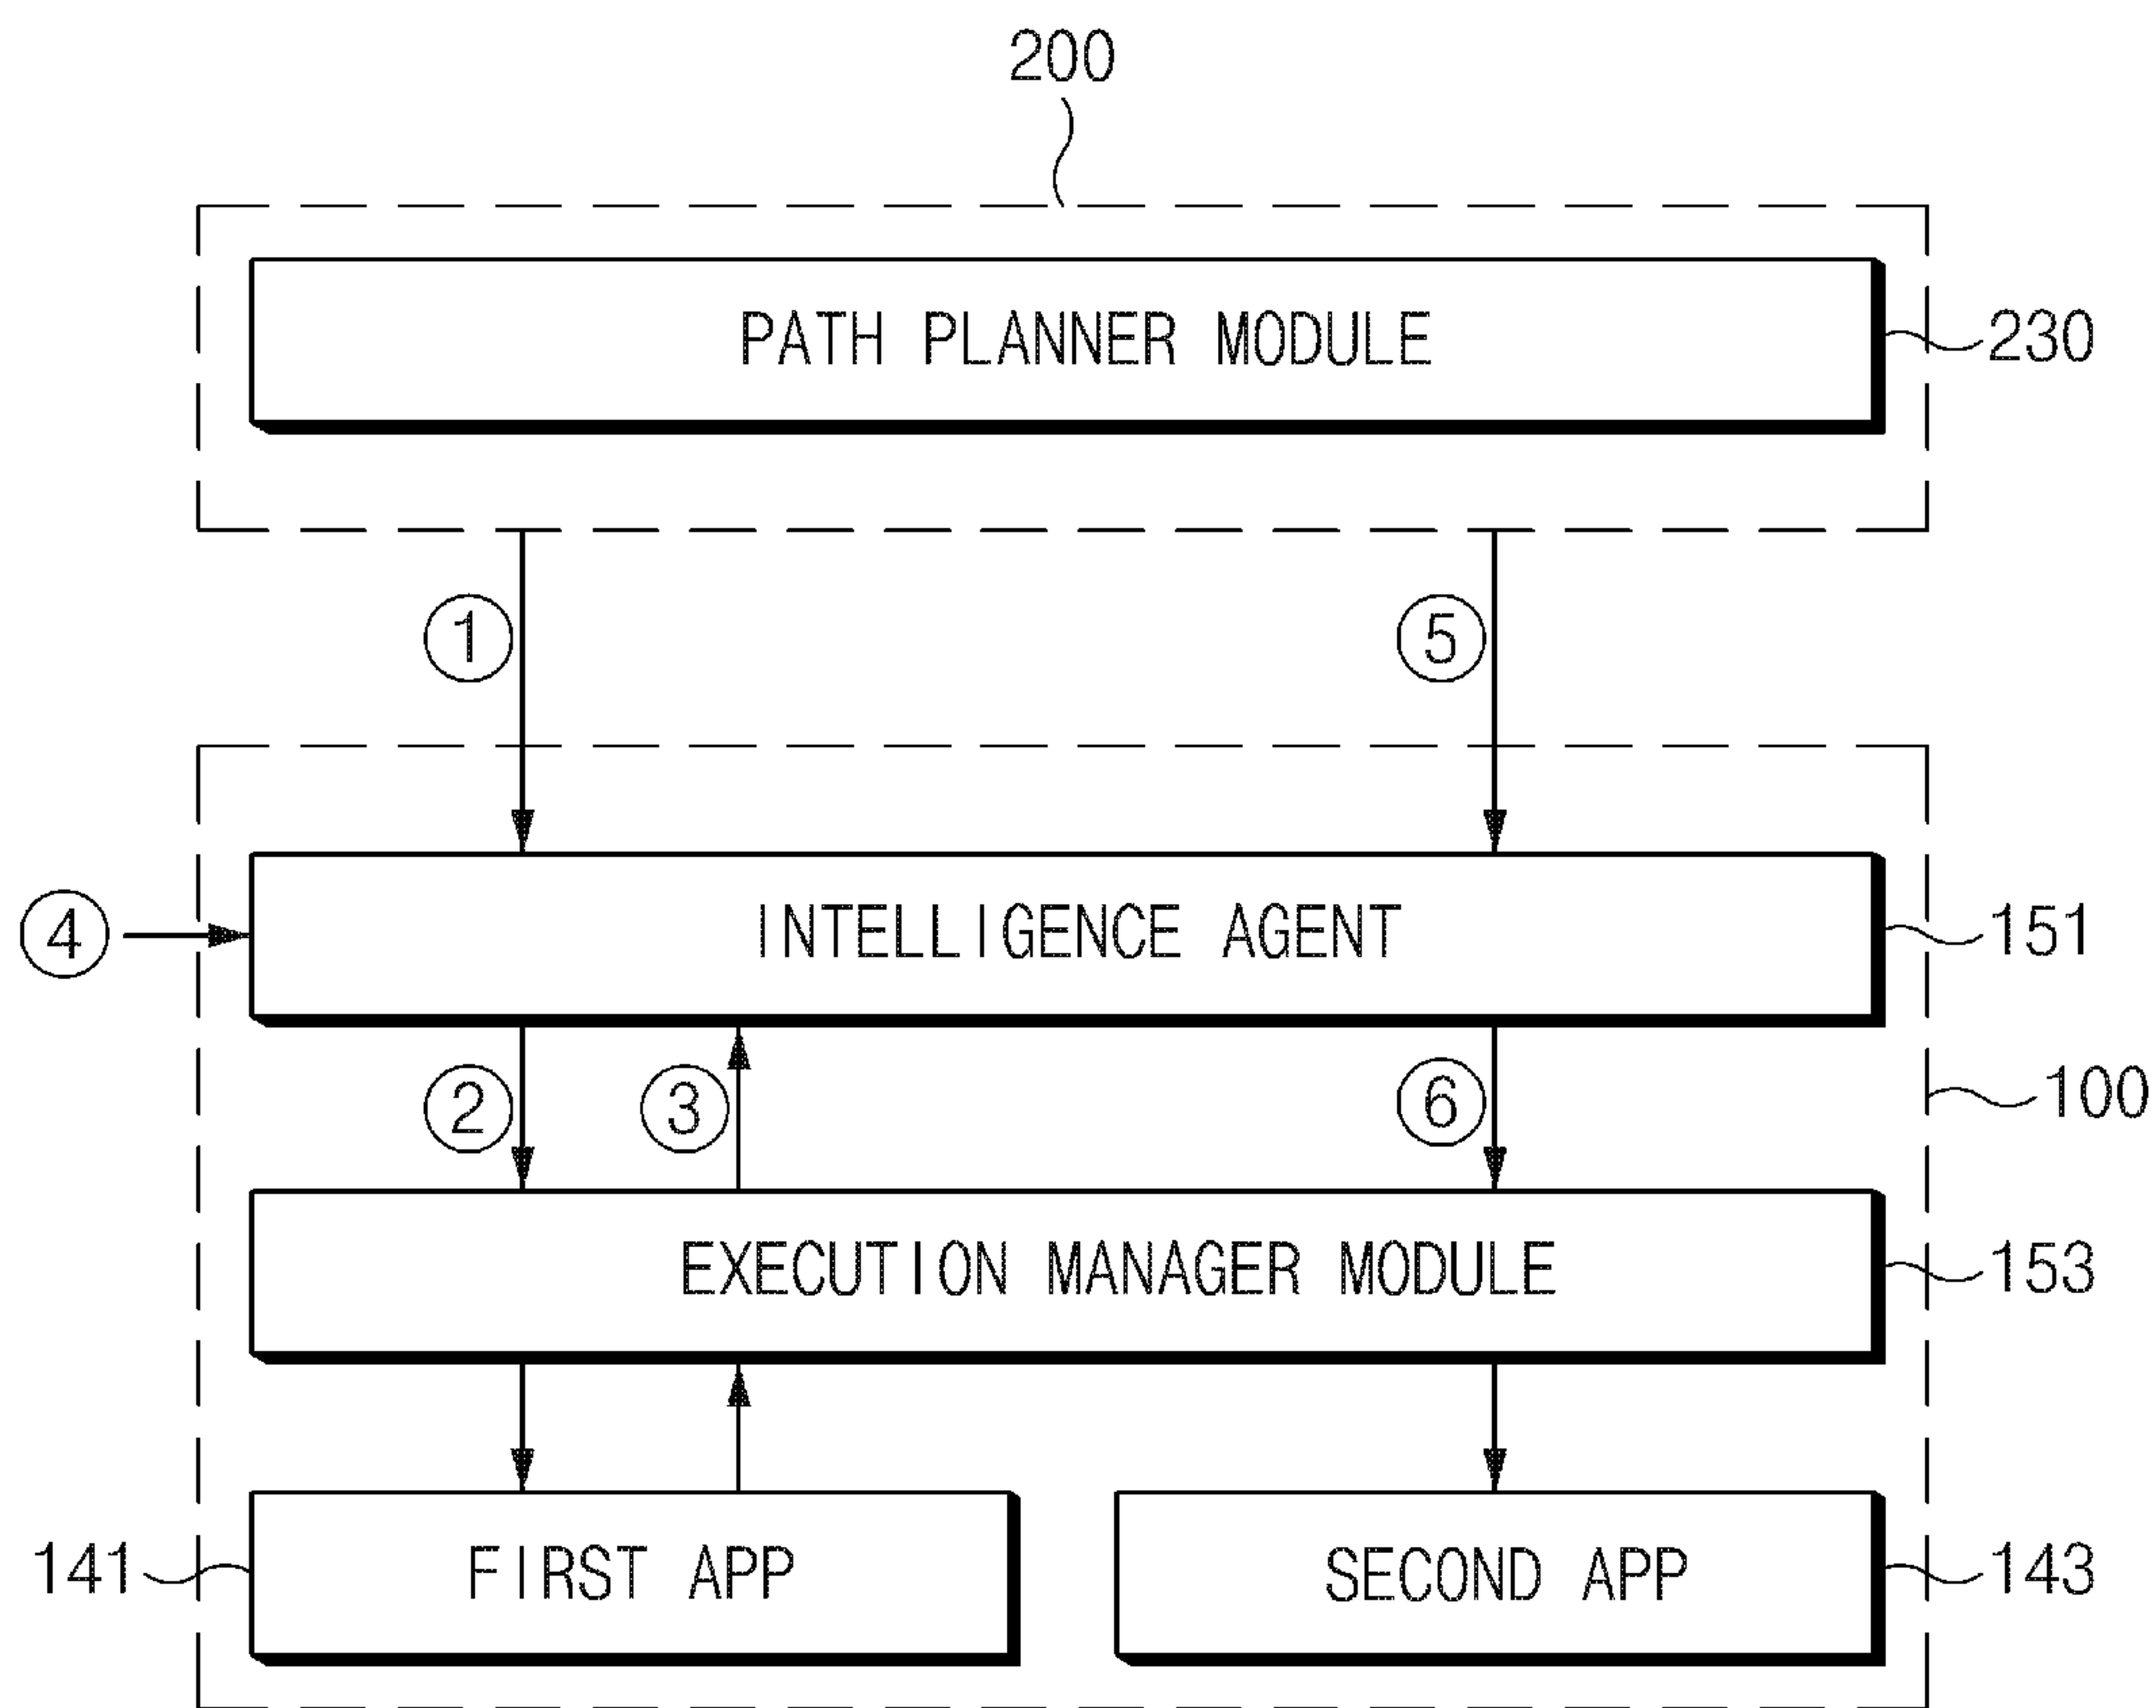 200
PATH PLANNER MODULE
230
①
⑤
④
INTELLIGENCE AGENT
151
②
③
⑥
100
EXECUTION MANAGER MODULE
153
141
FIRST APP
SECOND APP
143